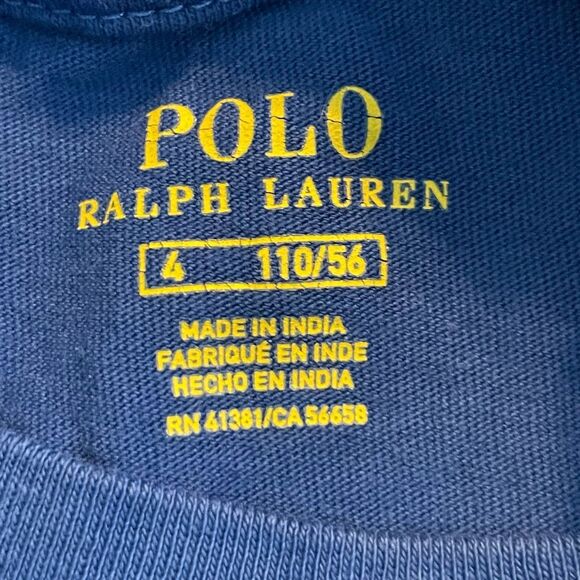 POLO
RALPH LAUREN
4 110/56
MADE IN INDIA
FABRIQUÉ EN INDE
HECHO EN INDIA
RN 41381/CA 56658